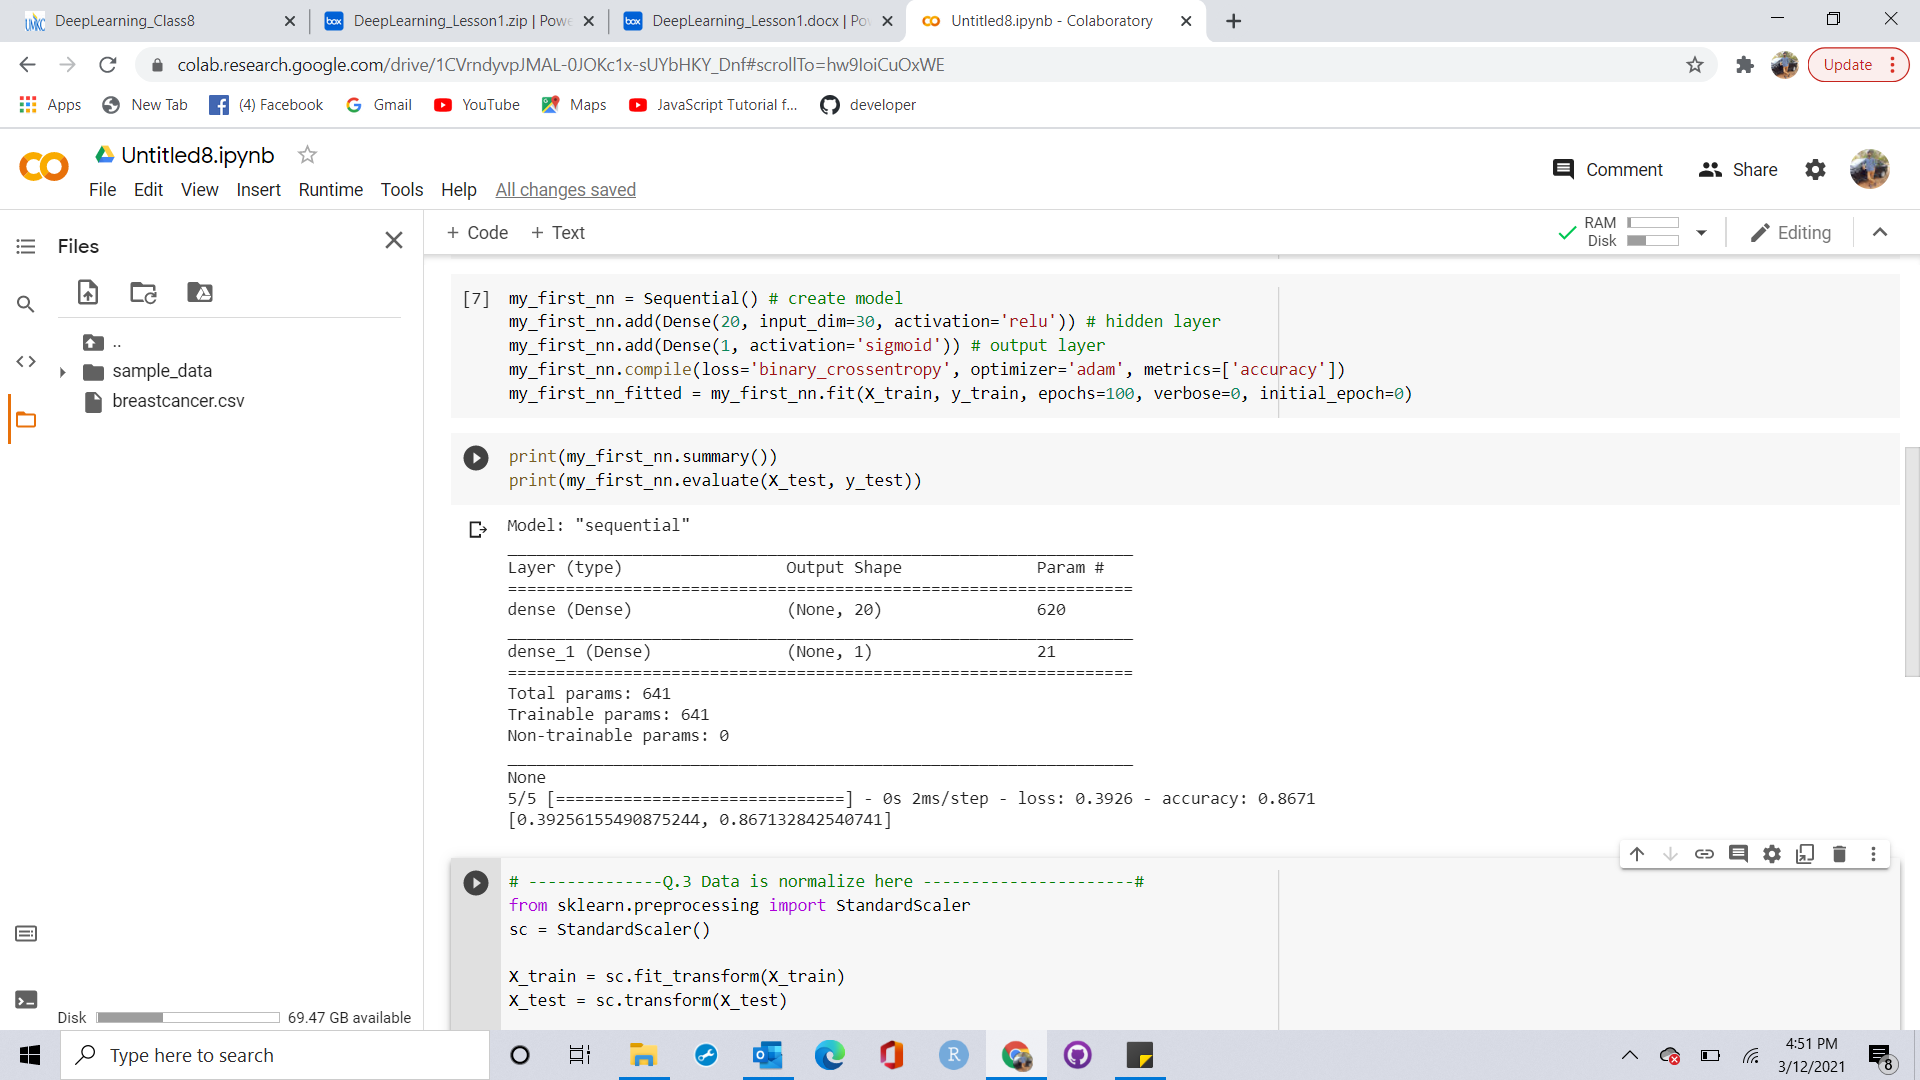 DeepLearning_Class8
DeepLearning_Lesson1.zip | Powe
DeepLearning_Lesson1.docx | Po
Untitled8.ipynb - Colaboratory
colab.research.google.com/drive/1CVrndyvpJMAL-0JOKc1x-sUYbHKY_Dnf#scrollTo=hw9IoiCuOxWE
Update
Apps
New Tab
(4) Facebook
Gmail
YouTube
Maps
JavaScript Tutorial f...
developer
Untitled8.ipynb
Comment
Share
File Edit View Insert Runtime Tools Help All changes saved
Files
+ Code + Text
RAM
Disk
Editing
..
sample_data
breastcancer.csv
[7] my_first_nn = Sequential() # create model
my_first_nn.add(Dense(20, input_dim=30, activation='relu')) # hidden layer
my_first_nn.add(Dense(1, activation='sigmoid')) # output layer
my_first_nn.compile(loss='binary_crossentropy', optimizer='adam', metrics=['accuracy'])
my_first_nn_fitted = my_first_nn.fit(X_train, y_train, epochs=100, verbose=0, initial_epoch=0)
print(my_first_nn.summary())
print(my_first_nn.evaluate(X_test, y_test))
Model: "sequential"
_________________________________________________________________
Layer (type) Output Shape Param #
=================================================================
dense (Dense) (None, 20) 620
_________________________________________________________________
dense_1 (Dense) (None, 1) 21
=================================================================
Total params: 641
Trainable params: 641
Non-trainable params: 0
_________________________________________________________________
None
5/5 [==============================] - 0s 2ms/step - loss: 0.3926 - accuracy: 0.8671
[0.39256155490875244, 0.867132842540741]
# --------------Q.3 Data is normalize here ----------------------#
from sklearn.preprocessing import StandardScaler
sc = StandardScaler()
X_train = sc.fit_transform(X_train)
X_test = sc.transform(X_test)
Disk 69.47 GB available
Type here to search
4:51 PM
3/12/2021
8